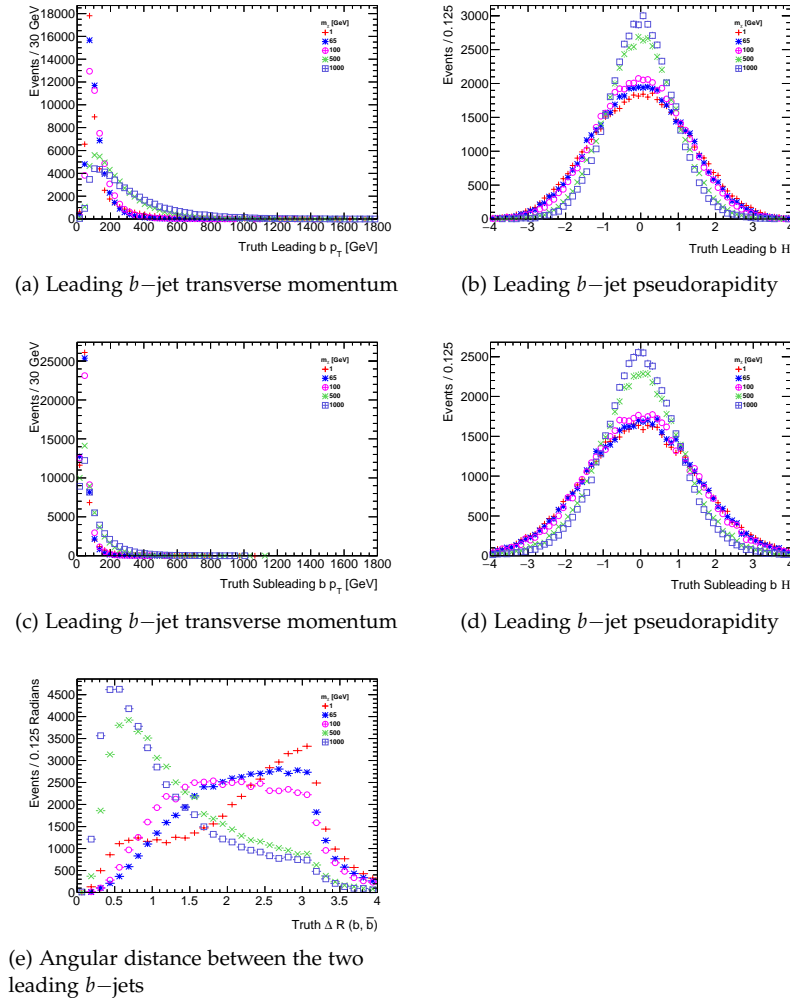 Events / 30 GeV
18000
16000
14000
12000
10000
8000
6000
4000
2000
0
m [GeV]
1
65
100
500
1000
0 200 400 600 800 1000 1200 1400 1600 1800
Truth Leading b p_T [GeV]
(a) Leading b−jet transverse momentum
Events / 0.125
3000
2500
2000
1500
1000
500
0
m [GeV]
1
65
100
500
1000
−4 −3 −2 −1 0 1 2 3 4
Truth Leading b H
(b) Leading b−jet pseudorapidity
Events / 30 GeV
25000
20000
15000
10000
5000
0
m [GeV]
1
65
100
500
1000
0 200 400 600 800 1000 1200 1400 1600 1800
Truth Subleading b p_T [GeV]
(c) Leading b−jet transverse momentum
Events / 0.125
2500
2000
1500
1000
500
0
m [GeV]
1
65
100
500
1000
−4 −3 −2 −1 0 1 2 3 4
Truth Subleading b H
(d) Leading b−jet pseudorapidity
Events / 0.125 Radians
4500
4000
3500
3000
2500
2000
1500
1000
500
0
m [GeV]
1
65
100
500
1000
0 0.5 1 1.5 2 2.5 3 3.5 4
Truth Δ R (b, b̅)
(e) Angular distance between the two
leading b−jets